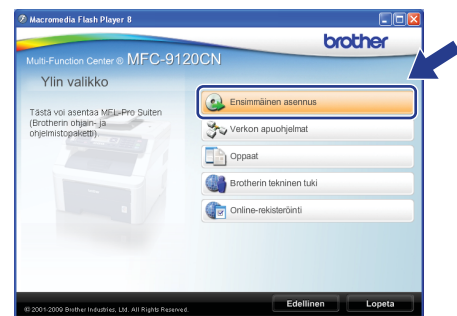 Macromedia Flash Player 8
brother
Multi-Function Center ® MFC-9120CN
Ylin valikko
Tästä voi asentaa MFL-Pro Suiten
(Brotherin ohjain- ja
ohjelmistopaketti).
Ensimmäinen asennus
Verkon apuohjelmat
Oppaat
Brotherin tekninen tuki
Online-rekisteröinti
© 2001-2009 Brother Industries, Ltd. All Rights Reserved.
Edellinen
Lopeta